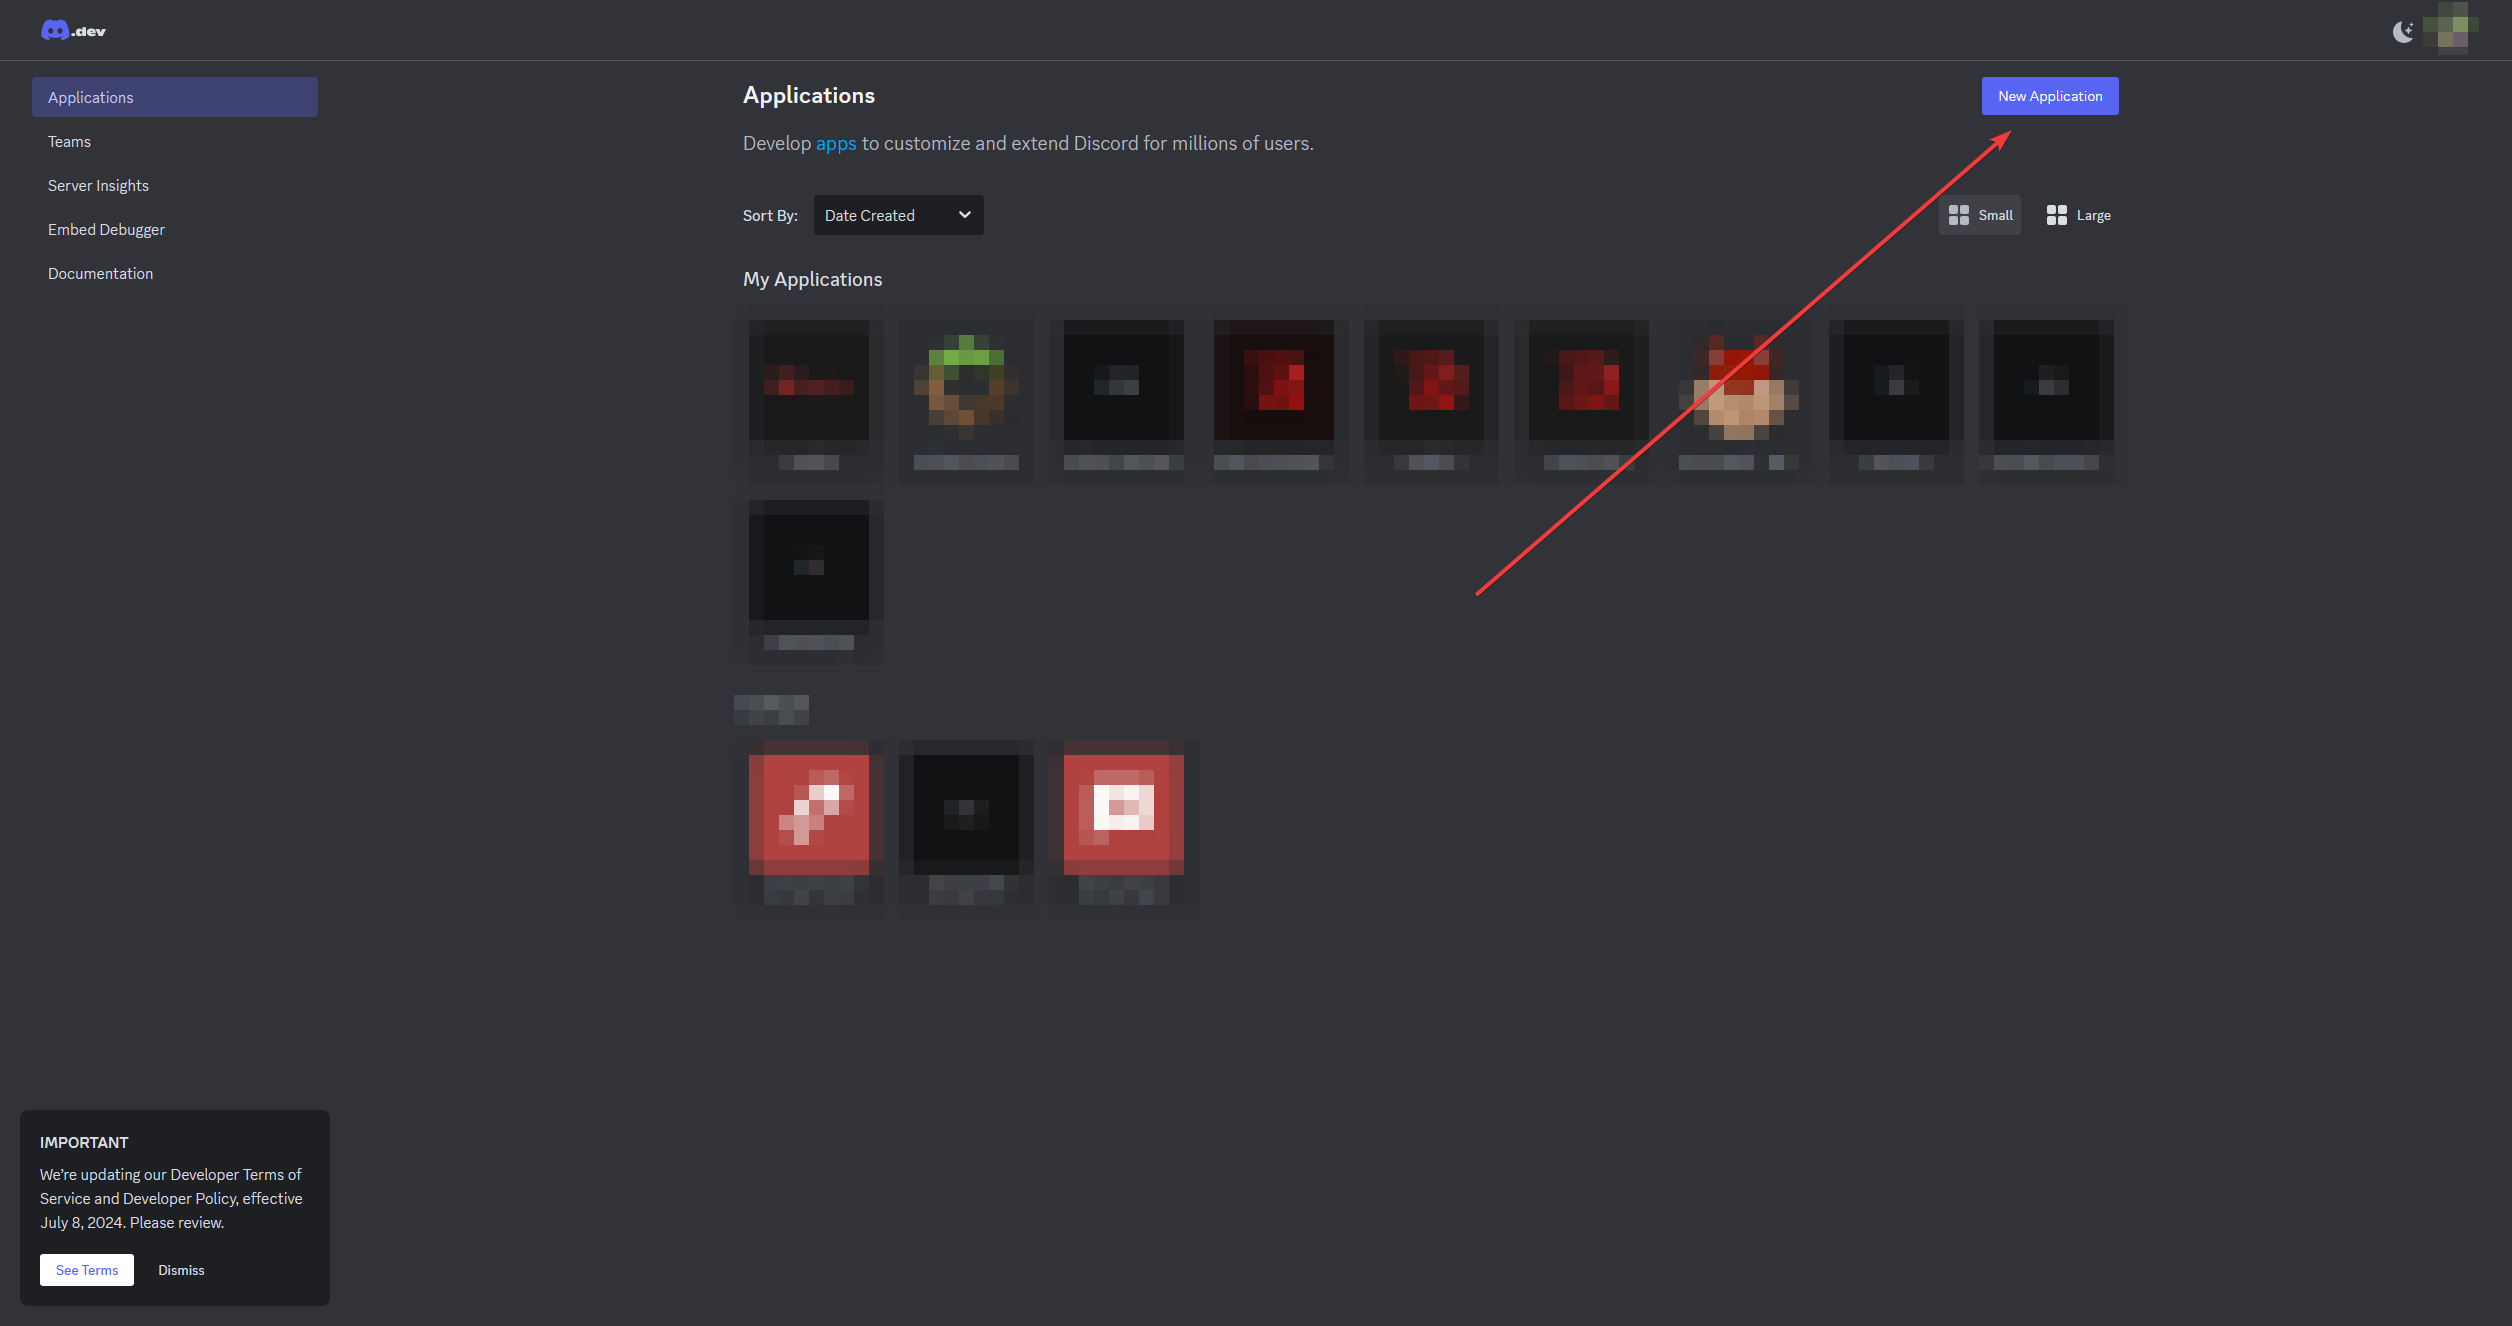 .dev
Applications
Teams
Server Insights
Embed Debugger
Documentation
Applications
New Application
Develop apps to customize and extend Discord for millions of users.
Sort By:
Date Created
Small
Large
My Applications
IMPORTANT
We're updating our Developer Terms of
Service and Developer Policy, effective
July 8, 2024. Please review.
See Terms
Dismiss